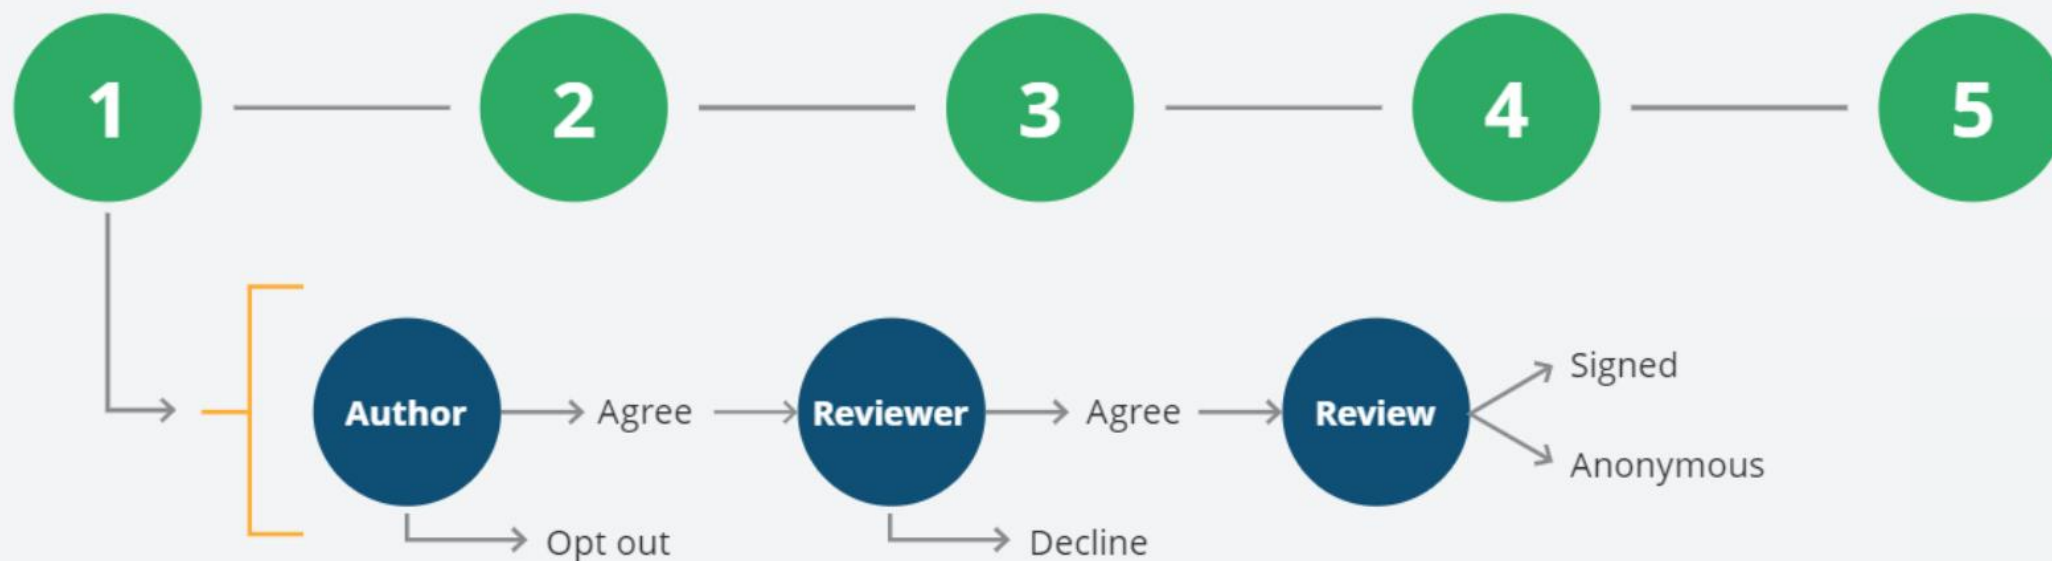 1
2
3
4
5
Author
Agree
Reviewer
Agree
Review
Signed
Anonymous
Opt out
Decline